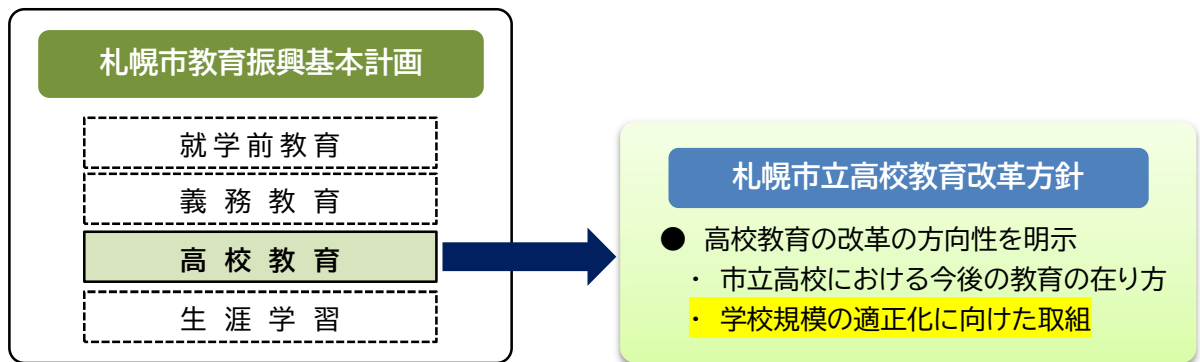 札幌市教育振興基本計画
就学前教育
義務教育
高校教育
生涯学習
札幌市立高校教育改革方針
● 高校教育の改革の方向性を明示
・ 市立高校における今後の教育の在り方
・ 学校規模の適正化に向けた取組